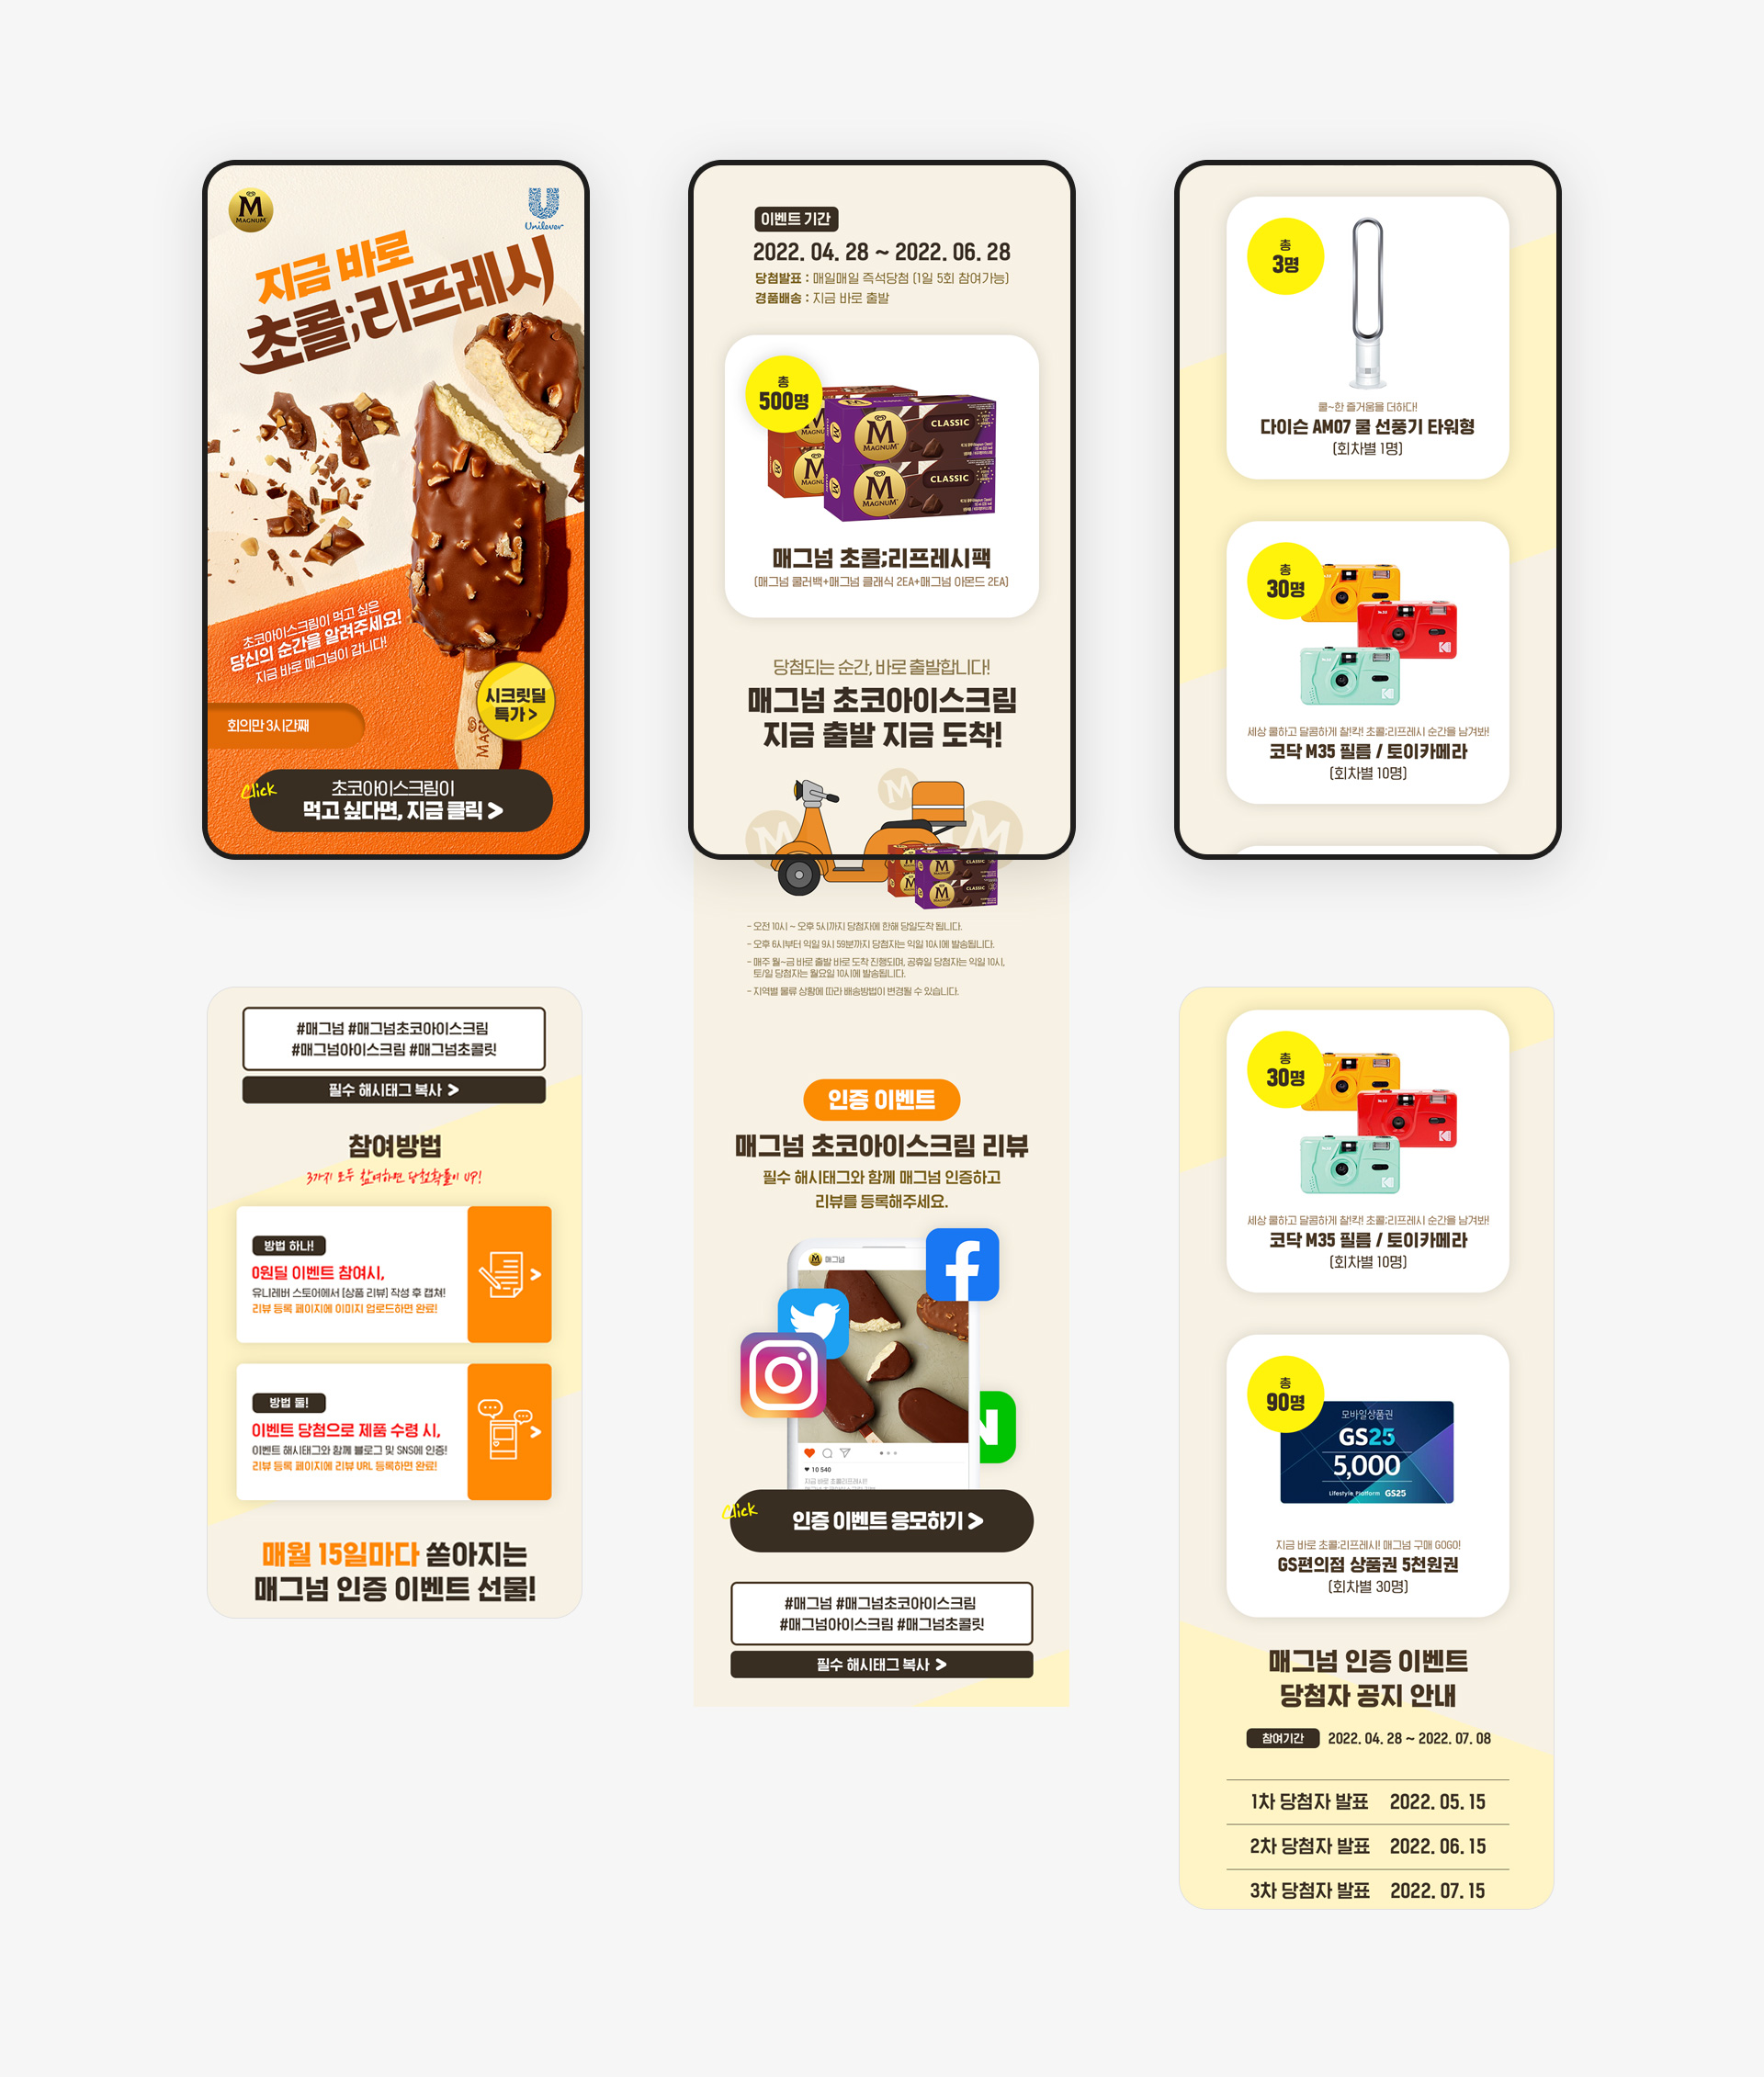 MAGNUM
Unilever
지금 바로
초콜;리프레시
초코아이스크림이 먹고 싶은
당신의 순간을 알려주세요!
지금 바로 매그넘이 갑니다!
회의만 3시간째
시크릿딜
특가 >
Click
초코아이스크림이
먹고 싶다면, 지금 클릭 >
#매그넘 #매그넘초코아이스크림
#매그넘아이스크림 #매그넘초콜릿
필수 해시태그 복사 >
참여방법
3가지 모두 참여하면 당첨확률이 UP!
방법 하나!
0원딜 이벤트 참여시,
유니레버 스토어에서 [상품 리뷰] 작성 후 캡쳐!
리뷰 등록 페이지에 이미지 업로드하면 완료!
방법 둘!
이벤트 당첨으로 제품 수령 시,
이벤트 해시태그와 함께 블로그 및 SNS에 인증!
리뷰 등록 페이지에 리뷰 URL 등록하면 완료!
매월 15일마다 쏟아지는
매그넘 인증 이벤트 선물!
이벤트 기간
2022. 04. 28 ~ 2022. 06. 28
당첨발표 : 매일매일 즉석당첨 (1일 5회 참여가능)
경품배송 : 지금 바로 출발
총
500명
MAGNUM
CLASSIC
MAGNUM
CLASSIC
매그넘 초콜;리프레시팩
(매그넘 쿨러백+매그넘 클래식 2EA+매그넘 아몬드 2EA)
당첨되는 순간, 바로 출발합니다!
매그넘 초코아이스크림
지금 출발 지금 도착!
CLASSIC
CLASSIC
- 오전 10시 ~ 오후 5시까지 당첨자에 한해 당일도착 됩니다.
- 오후 6시부터 익일 9시 59분까지 당첨자는 익일 10시에 발송됩니다.
- 매주 월~금 바로 출발 바로 도착 진행되며, 공휴일 당첨자는 익일 10시,
토/일 당첨자는 월요일 10시에 발송됩니다.
- 지역별 물류 상황에 따라 배송방법이 변경될 수 있습니다.
인증 이벤트
매그넘 초코아이스크림 리뷰
필수 해시태그와 함께 매그넘 인증하고
리뷰를 등록해주세요.
매그넘
10 540
지금 바로 초콜리프레시!!
Click
인증 이벤트 응모하기 >
#매그넘 #매그넘초코아이스크림
#매그넘아이스크림 #매그넘초콜릿
필수 해시태그 복사 >
총
3명
쿨~한 즐거움을 더하다!
다이슨 AM07 쿨 선풍기 타워형
(회차별 1명)
총
30명
세상 쿨하고 달콤하게 찰!칵! 초콜;리프레시 순간을 남겨봐!
코닥 M35 필름 / 토이카메라
(회차별 10명)
총
30명
세상 쿨하고 달콤하게 찰!칵! 초콜;리프레시 순간을 남겨봐!
코닥 M35 필름 / 토이카메라
(회차별 10명)
총
90명
모바일상품권
GS25
5,000
Lifestyle Platform GS25
지금 바로 초콜;리프레시! 매그넘 구매 GOGO!
GS편의점 상품권 5천원권
(회차별 30명)
매그넘 인증 이벤트
당첨자 공지 안내
참여기간 2022. 04. 28 ~ 2022. 07. 08
1차 당첨자 발표 2022. 05. 15
2차 당첨자 발표 2022. 06. 15
3차 당첨자 발표 2022. 07. 15